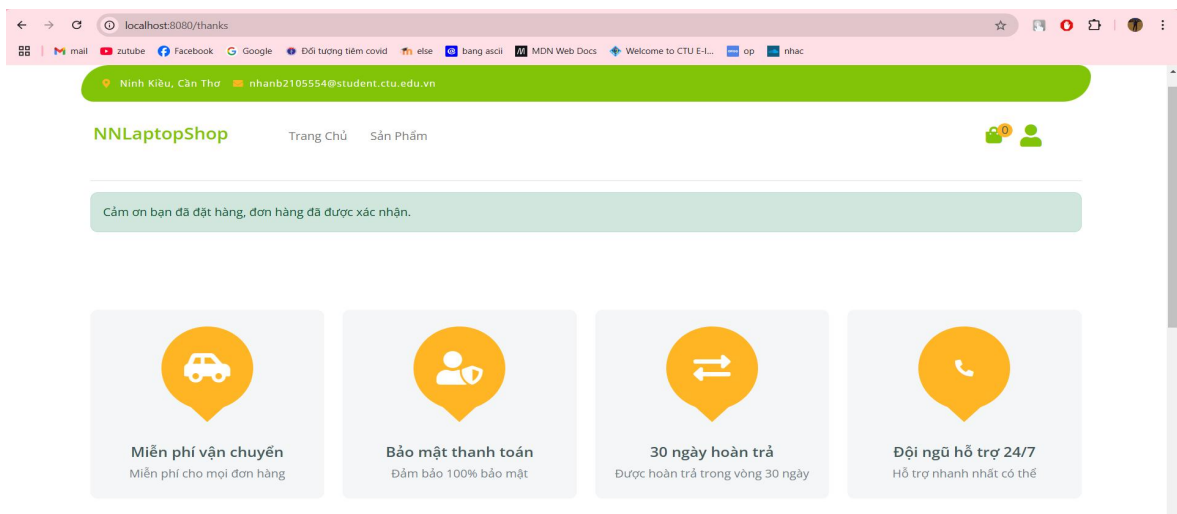 localhost:8080/thanks
mail zutube Facebook Google Đối tượng tiêm covid else bang ascii MDN Web Docs Welcome to CTU E-l... op nhac
Ninh Kiều, Cần Thơ nhanb2105554@student.ctu.edu.vn
NNLaptopShop Trang Chủ Sản Phẩm 0
Cảm ơn bạn đã đặt hàng, đơn hàng đã được xác nhận.
Miễn phí vận chuyển
Miễn phí cho mọi đơn hàng
Bảo mật thanh toán
Đảm bảo 100% bảo mật
30 ngày hoàn trả
Được hoàn trả trong vòng 30 ngày
Đội ngũ hỗ trợ 24/7
Hỗ trợ nhanh nhất có thể